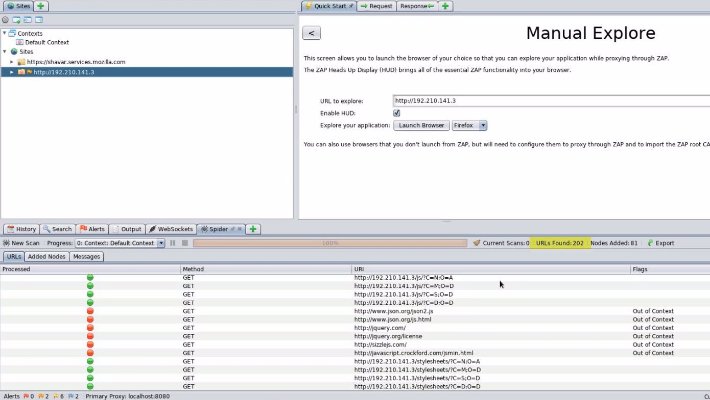 Sites
Quick Start
Request
Response
Contexts
Default Context
Sites
https://shavar.services.mozilla.com
http://192.210.141.3
<
Manual Explore
This screen allows you to launch the browser of your choice so that you can explore your application while proxying through ZAP.
The ZAP Heads Up Display (HUD) brings all of the essential ZAP functionality into your browser.
URL to explore: http://192.210.141.3
Enable HUD:
Explore your application: Launch Browser Firefox
You can also use browsers that you don't launch from ZAP, but will need to configure them to proxy through ZAP and to import the ZAP root CA
History Search Alerts Output WebSockets Spider
New Scan Progress: 0: Context: Default Context 100% Current Scans:0 URLs Found: 202 Nodes Added: 81 Export
URLs Added Nodes Messages
Processed Method URI Flags
GET http://192.210.141.3/js/?C=N;O=A
GET http://192.210.141.3/js/?C=M;O=D
GET http://192.210.141.3/js/?C=S;O=D
GET http://192.210.141.3/js/?C=D;O=D
GET http://www.json.org/json2.js Out of Context
GET http://www.json.org/js.html Out of Context
GET http://jquery.com/ Out of Context
GET http://jquery.org/license Out of Context
GET http://sizzlejs.com/ Out of Context
GET http://javascript.crockford.com/jsmin.html Out of Context
GET http://192.210.141.3/stylesheets/?C=N;O=A
GET http://192.210.141.3/stylesheets/?C=M;O=D
GET http://192.210.141.3/stylesheets/?C=S;O=D
GET http://192.210.141.3/stylesheets/?C=D;O=D
Alerts 0 2 6 2 Primary Proxy: localhost:8080